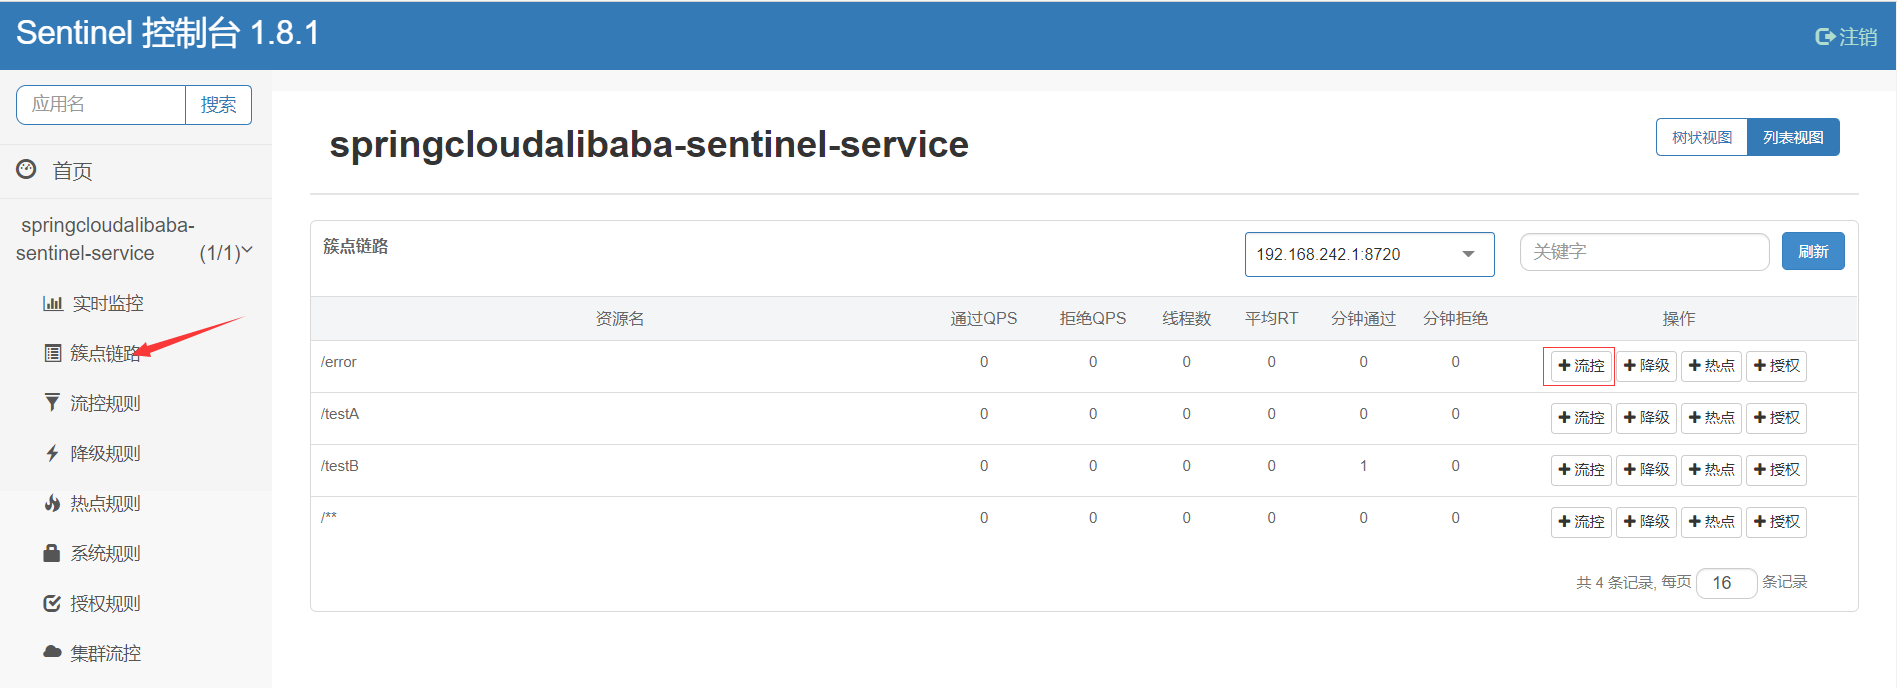 Sentinel 控制台 1.8.1
注销
应用名 搜索
首页
springcloudalibaba-
sentinel-service (1/1)
实时监控
簇点链路
流控规则
降级规则
热点规则
系统规则
授权规则
集群流控
springcloudalibaba-sentinel-service
树状视图 列表视图
簇点链路 192.168.242.1:8720 关键字 刷新
资源名 通过QPS 拒绝QPS 线程数 平均RT 分钟通过 分钟拒绝 操作
/error 0 0 0 0 0 0 流控 降级 热点 授权
/testA 0 0 0 0 0 0 流控 降级 热点 授权
/testB 0 0 0 0 1 0 流控 降级 热点 授权
/** 0 0 0 0 0 0 流控 降级 热点 授权
共 4 条记录, 每页 16 条记录